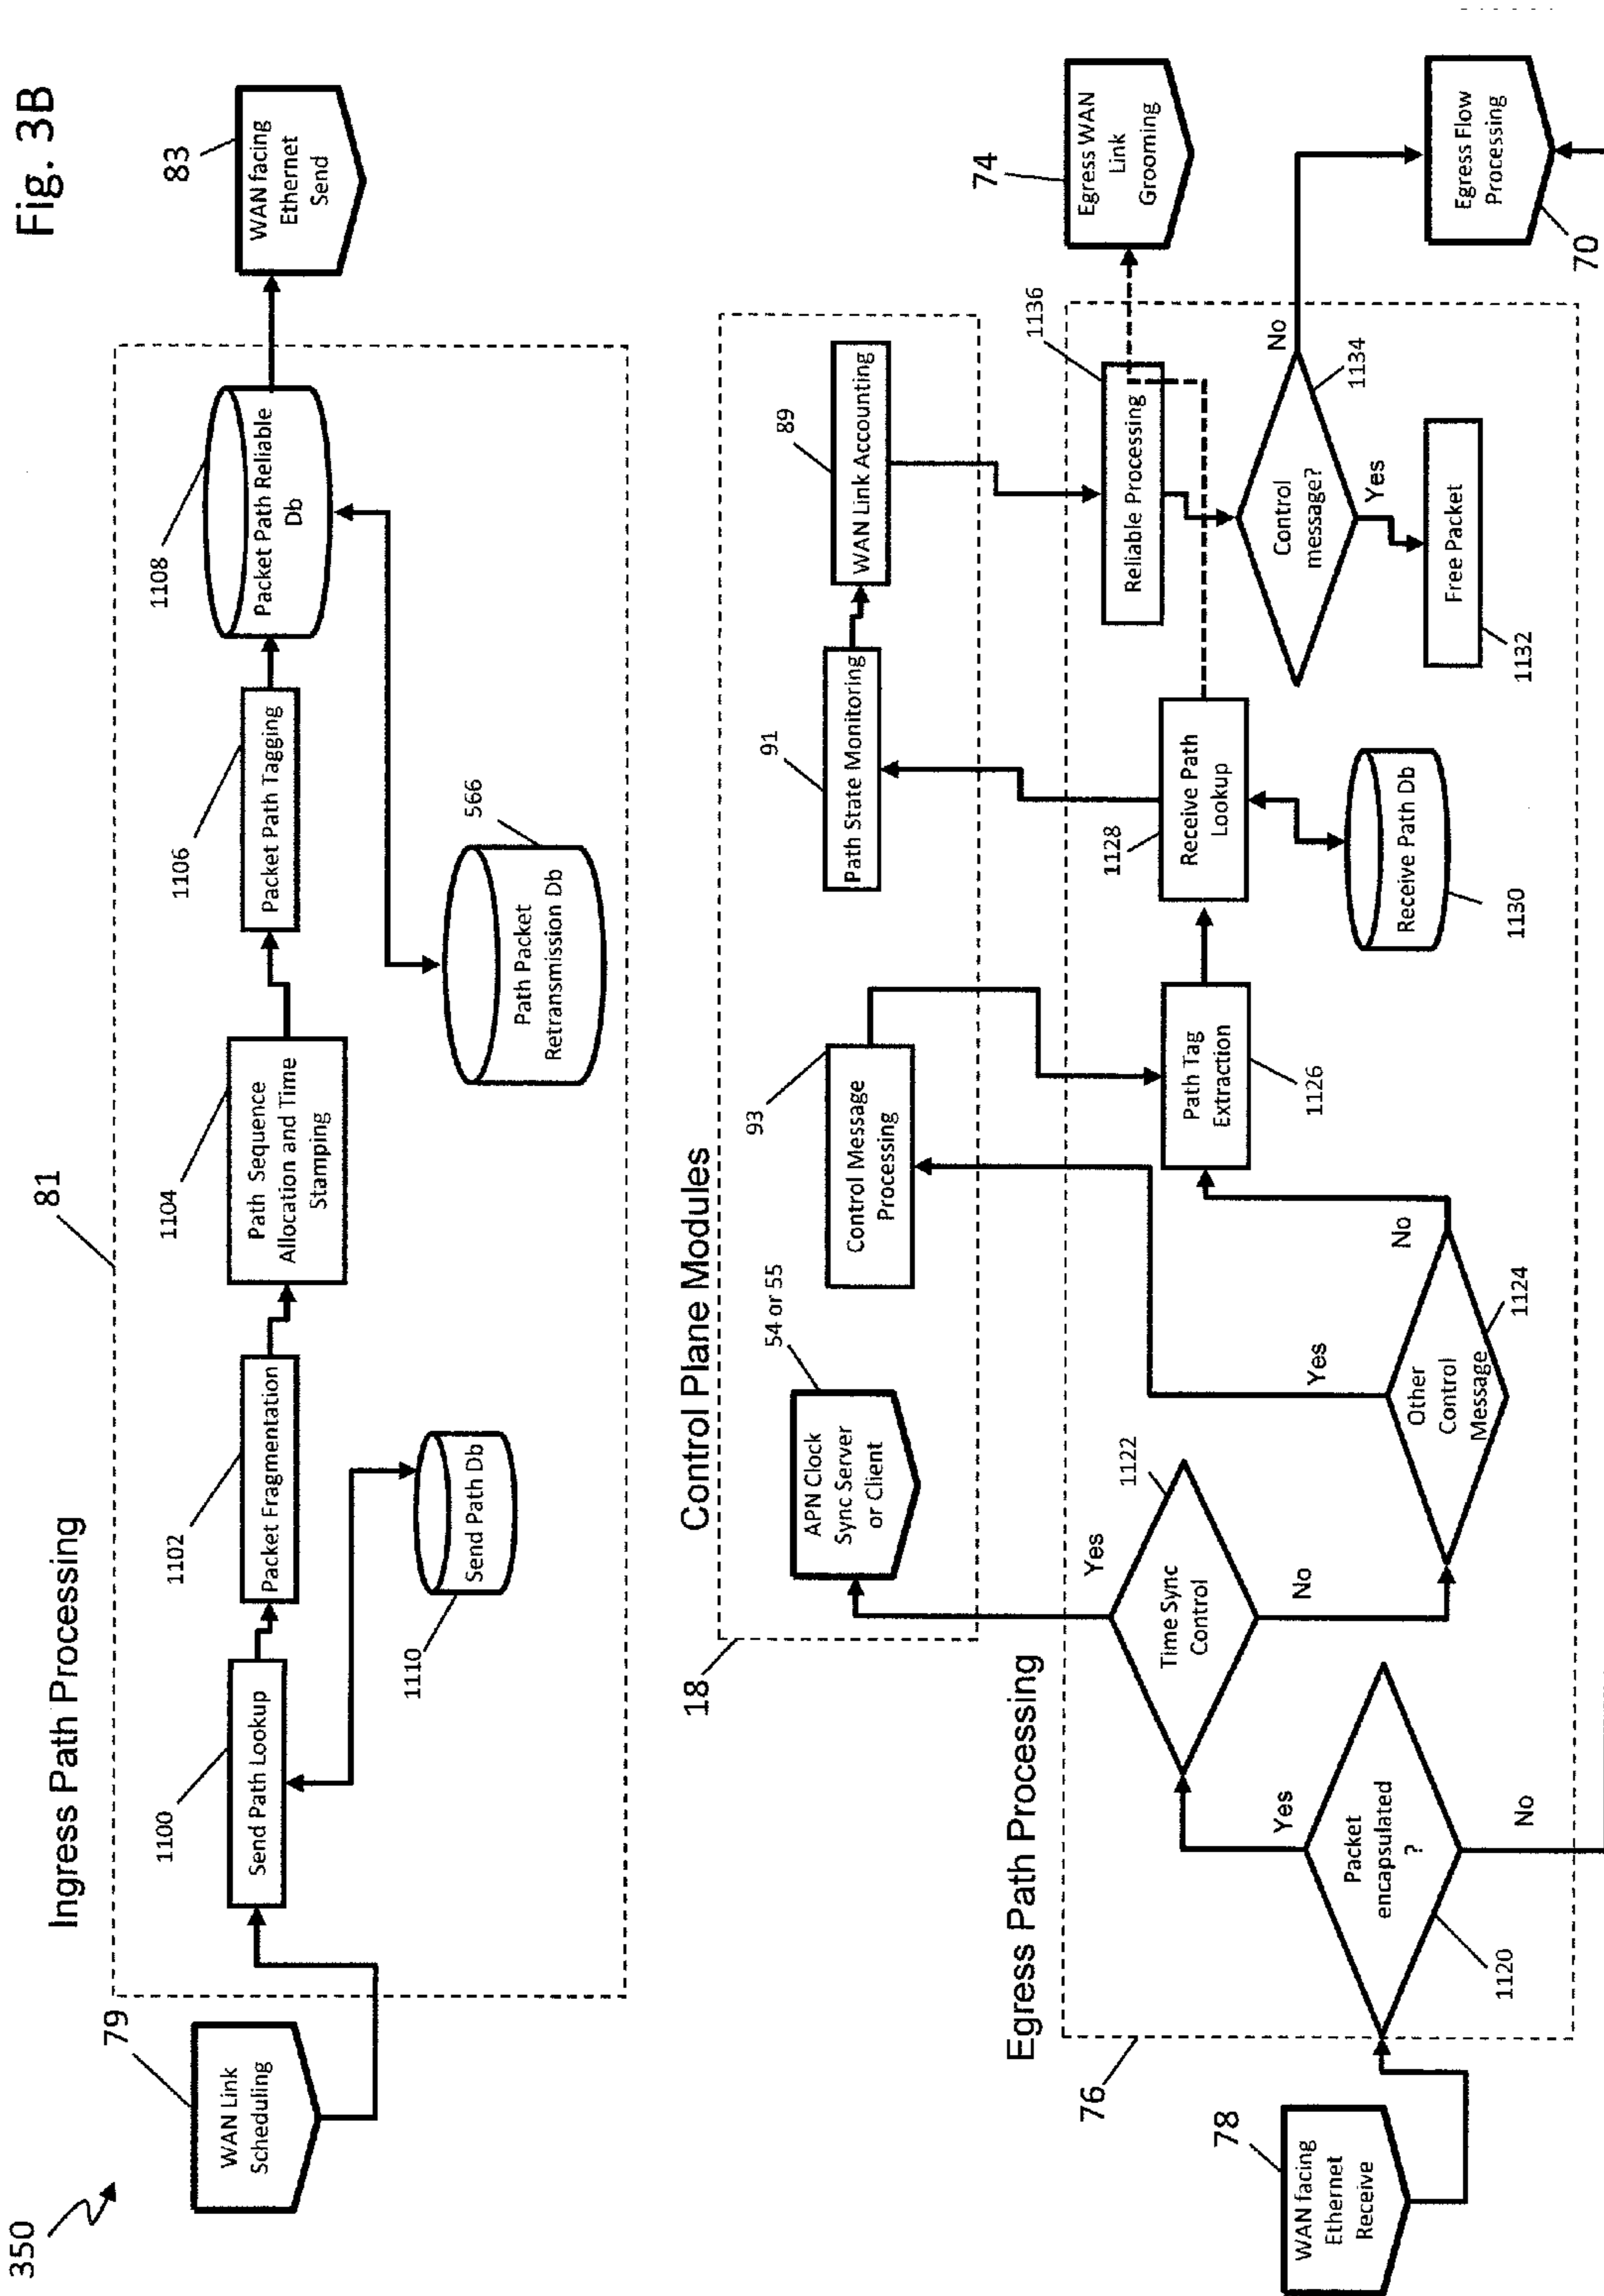 Fig. 3B
350
Ingress Path Processing
81
79
WAN Link
Scheduling
1100
Send Path Lookup
1110
Send Path Db
1102
Packet Fragmentation
1104
Path Sequence
Allocation and Time
Stamping
1106
Packet Path Tagging
1108
Packet Path Reliable
Db
566
Path Packet
Retransmission Db
83
WAN facing
Ethernet
Send
Control Plane Modules
18
54 or 55
APN Clock
Sync Server
or Client
93
Control Message
Processing
91
Path State Monitoring
89
WAN Link Accounting
74
Egress WAN
Link
Grooming
Egress Path Processing
76
78
WAN facing
Ethernet
Receive
Packet
encapsulated
?
1120
Yes
No
1122
Time Sync
Control
Yes
No
Other
Control
Message
1124
Yes
No
Path Tag
Extraction
1126
Receive Path
Lookup
1128
Receive Path Db
1130
1136
Reliable Processing
Control
message?
1134
No
Yes
Free Packet
1132
Egress Flow
Processing
70